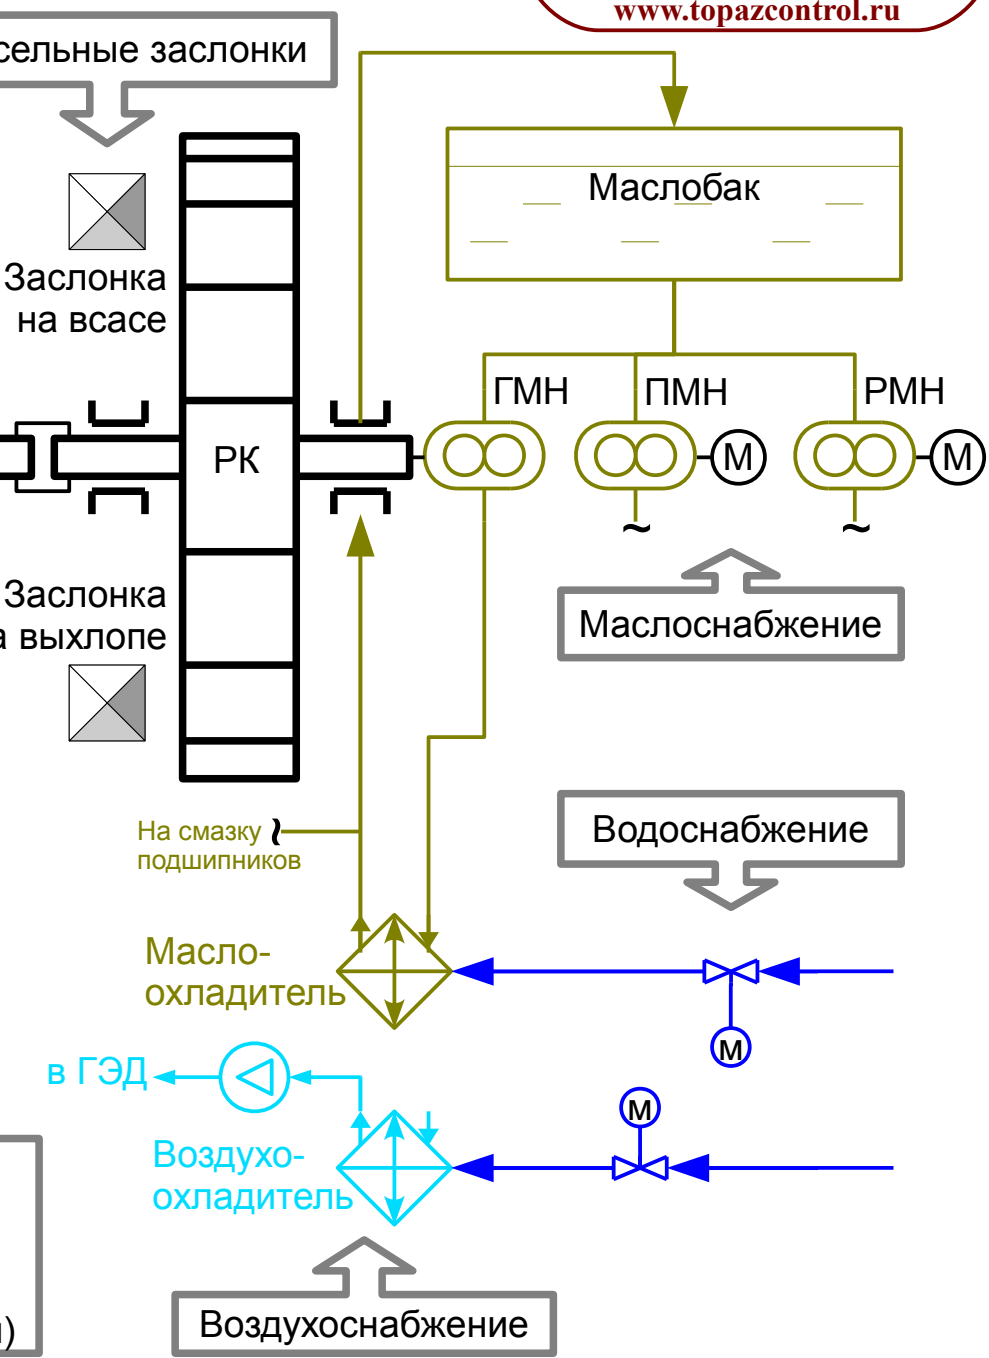 www.topazcontrol.ru
сельные заслонки
Маслобак
Заслонка
на всасе
ГМН
ПМН
РМН
РК
М
М
~
~
Заслонка
а выхлопе
Маслоснабжение
На смазку ~
подшипников
Водоснабжение
Масло-
охладитель
М
в ГЭД
М
Воздухо-
охладитель
Воздухоснабжение
)